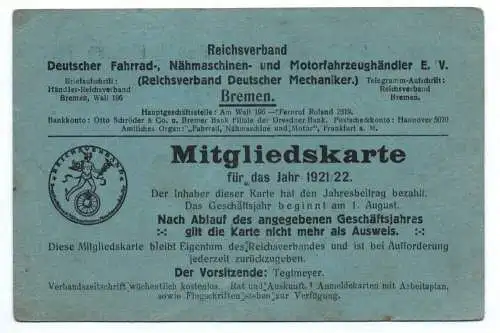 Reichsverband
Deutscher Fahrrad-, Nähmaschinen- und Motorfahrzeughändler E. V.
Briefaufschrift: (Reichsverband Deutscher Mechaniker.) Telegramm-Aufschrift:
Händler-Reichsverband Reichsverband
Bremen, Wall 196 Bremen. Bremen.
Hauptgeschäftsstelle: Am Wall 196 — Fernruf Roland 2819.
Bankkonto: Otto Schröder & Co. u. Bremer Bank Filiale der Dresdner Bank. Postscheckkonto: Hannover 5010
Amtliches Organ: „Fahrrad, Nähmaschine und Motor“, Frankfurt a. M.
REICHSVERBAND
Mitgliedskarte
für das Jahr 1921/22.
Der Inhaber dieser Karte hat den Jahresbeitrag bezahlt.
Das Geschäftsjahr beginnt am 1. August.
Nach Ablauf des angegebenen Geschäftsjahres
gilt die Karte nicht mehr als Ausweis.
Diese Mitgliedskarte bleibt Eigentum des Reichsverbandes und ist bei Aufforderung
jederzeit zurückzugeben.
Der Vorsitzende: Tegtmeyer.
Verbandszeitschrift wöchentlich kostenlos. Rat und Auskunft. Anmeldekarten mit Arbeitsplan,
sowie Flugschriften stehen zur Verfügung.